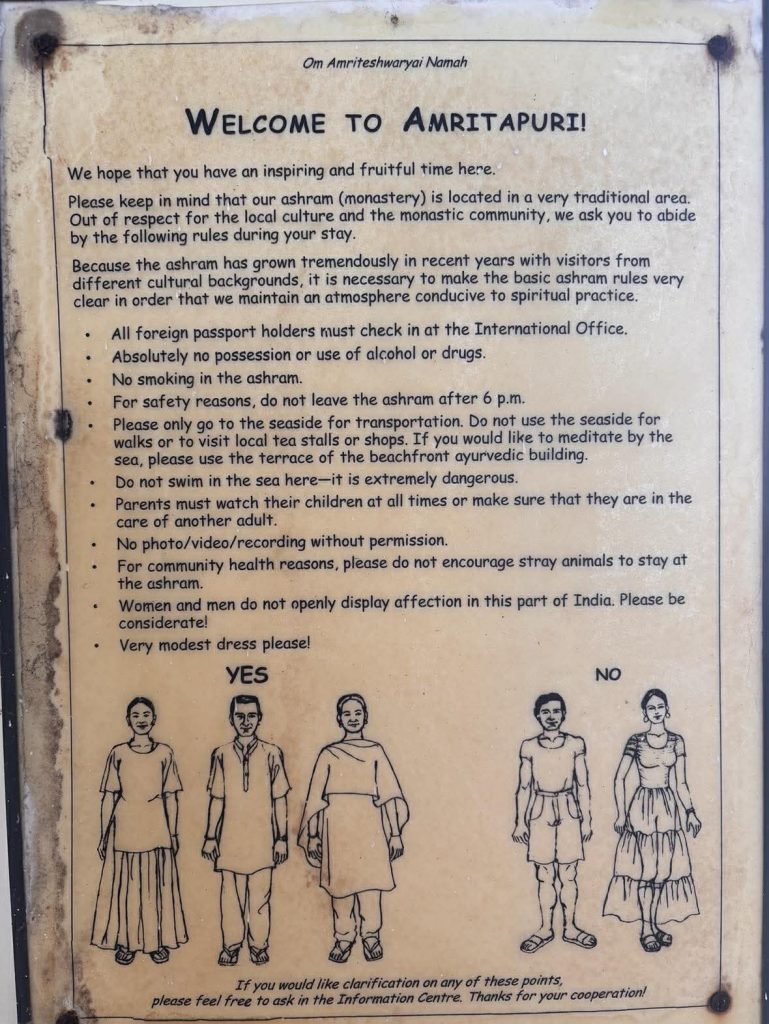 Om Amriteshwaryai Namah
WELCOME TO AMRITAPURI!
We hope that you have an inspiring and fruitful time here.
Please keep in mind that our ashram (monastery) is located in a very traditional area.
Out of respect for the local culture and the monastic community, we ask you to abide
by the following rules during your stay.
Because the ashram has grown tremendously in recent years with visitors from
different cultural backgrounds, it is necessary to make the basic ashram rules very
clear in order that we maintain an atmosphere conducive to spiritual practice.
• All foreign passport holders must check in at the International Office.
• Absolutely no possession or use of alcohol or drugs.
• No smoking in the ashram.
• For safety reasons, do not leave the ashram after 6 p.m.
• Please only go to the seaside for transportation. Do not use the seaside for
walks or to visit local tea stalls or shops. If you would like to meditate by the
sea, please use the terrace of the beachfront ayurvedic building.
• Do not swim in the sea here—it is extremely dangerous.
• Parents must watch their children at all times or make sure that they are in the
care of another adult.
• No photo/video/recording without permission.
• For community health reasons, please do not encourage stray animals to stay at
the ashram.
• Women and men do not openly display affection in this part of India. Please be
considerate!
• Very modest dress please!
YES NO
If you would like clarification on any of these points,
please feel free to ask in the Information Centre. Thanks for your cooperation!